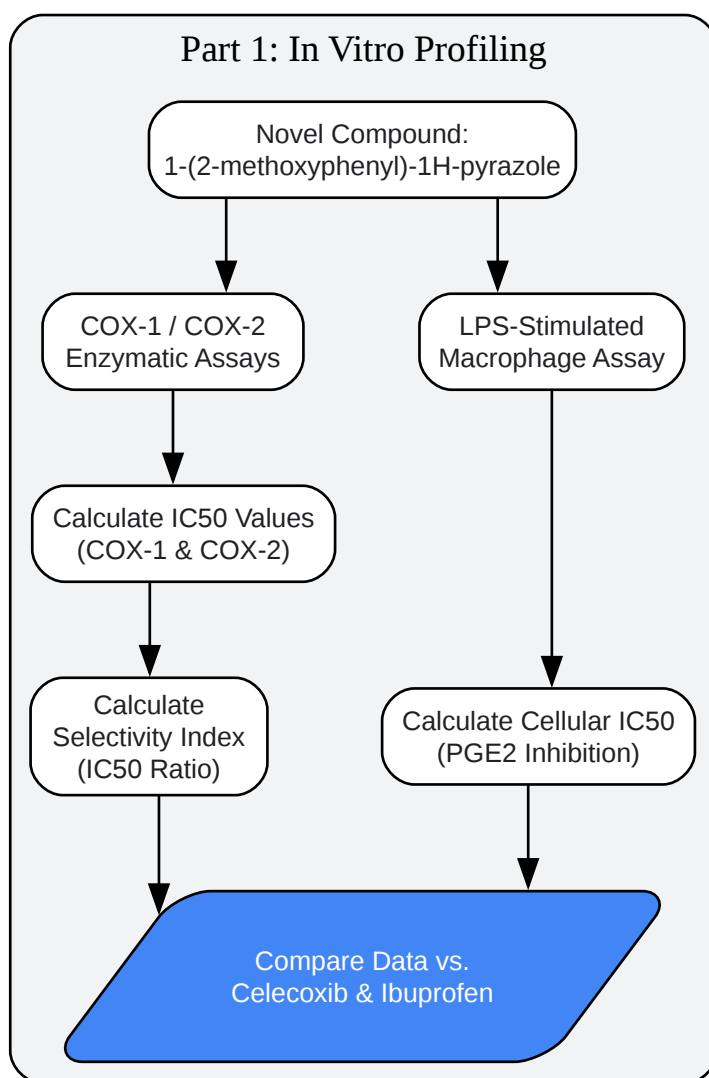 Part 1: In Vitro Profiling
Novel Compound:
1-(2-methoxyphenyl)-1H-pyrazole
COX-1 / COX-2
Enzymatic Assays
LPS-Stimulated
Macrophage Assay
Calculate IC50 Values
(COX-1 & COX-2)
Calculate
Selectivity Index
(IC50 Ratio)
Calculate Cellular IC50
(PGE2 Inhibition)
Compare Data vs.
Celecoxib & Ibuprofen